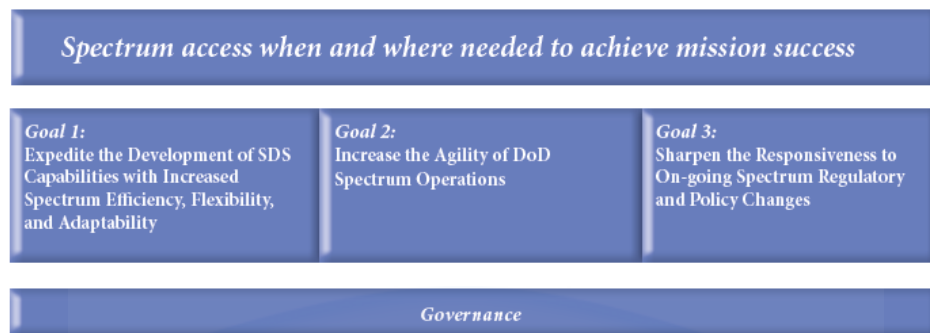 Spectrum access when and where needed to achieve mission success
Goal 1:
Expedite the Development of SDS
Capabilities with Increased
Spectrum Efficiency, Flexibility,
and Adaptability
Goal 2:
Increase the Agility of DoD
Spectrum Operations
Goal 3:
Sharpen the Responsiveness to
On-going Spectrum Regulatory
and Policy Changes
Governance